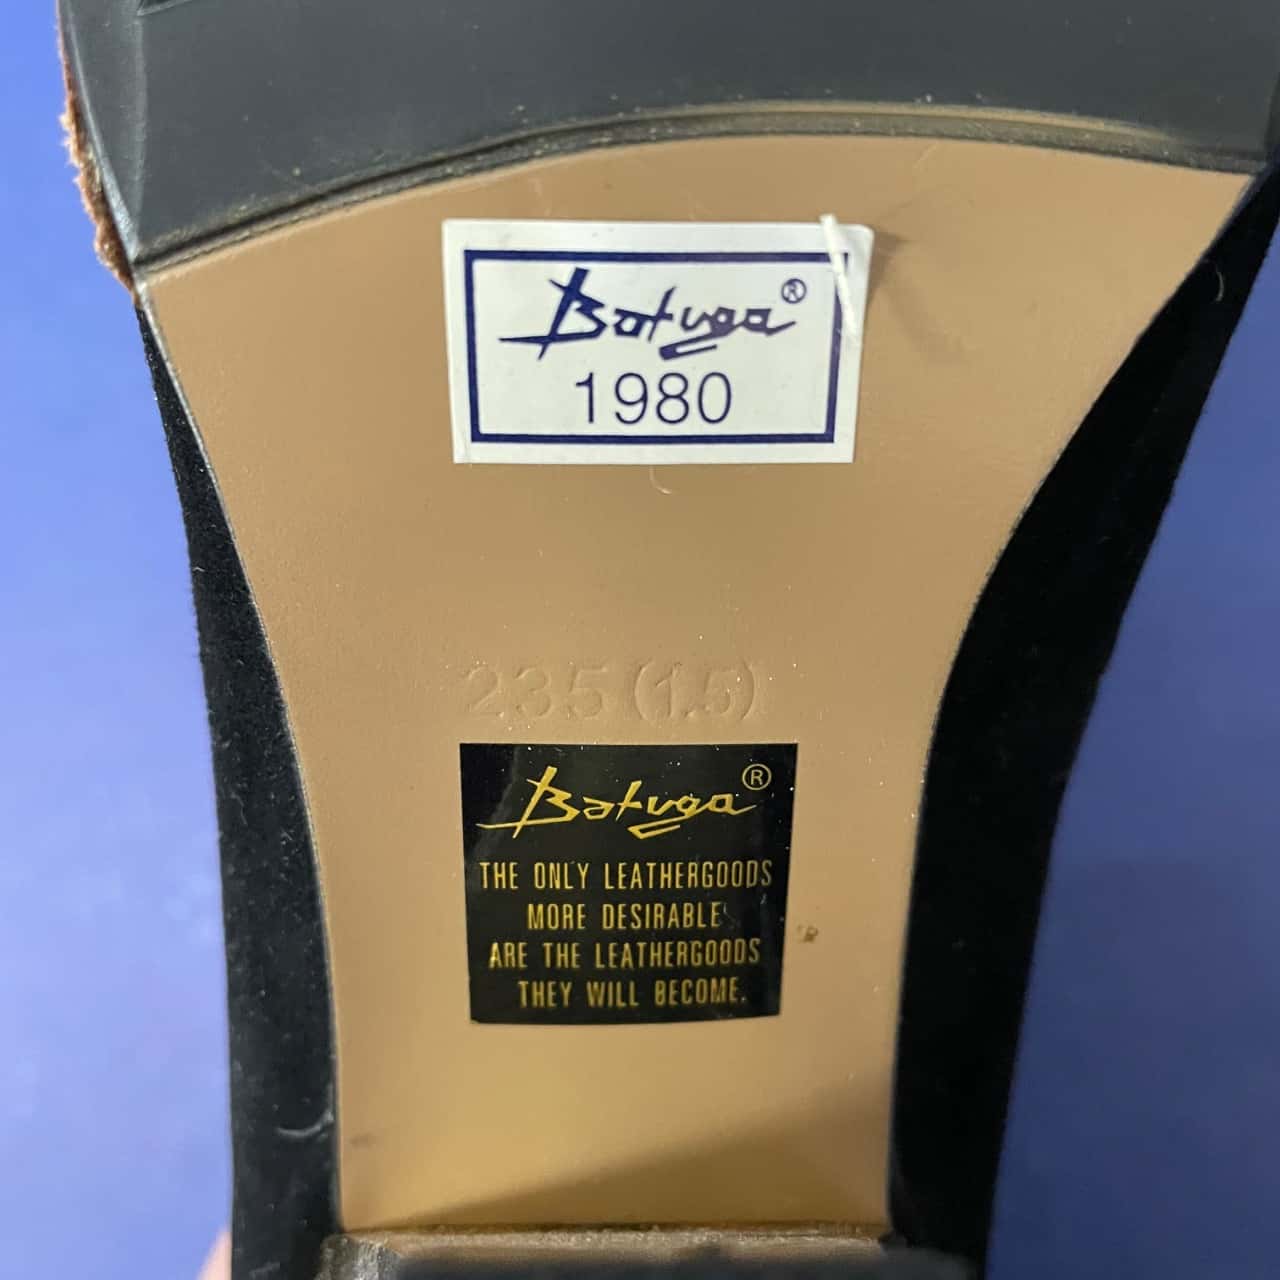 Batuga®
1980
235(1.5)
Batuga®
THE ONLY LEATHERGOODS
MORE DESIRABLE
ARE THE LEATHERGOODS
THEY WILL BECOME.